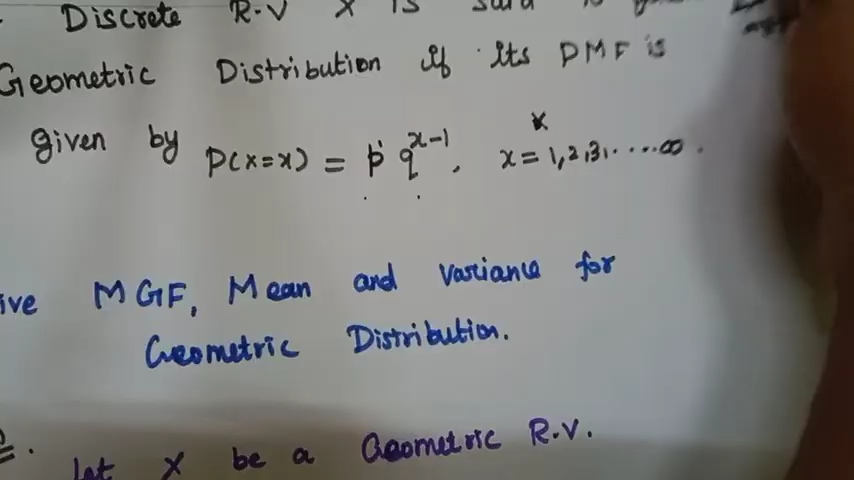 Discrete R.V X is
Geometric Distribution if its PMF is
given by P(X=x) = p q^{x-1}, x = 1,2,3,.....∞.
ive MGF, Mean and Variance for
Geometric Distribution.
Let X be a Geometric R.V.